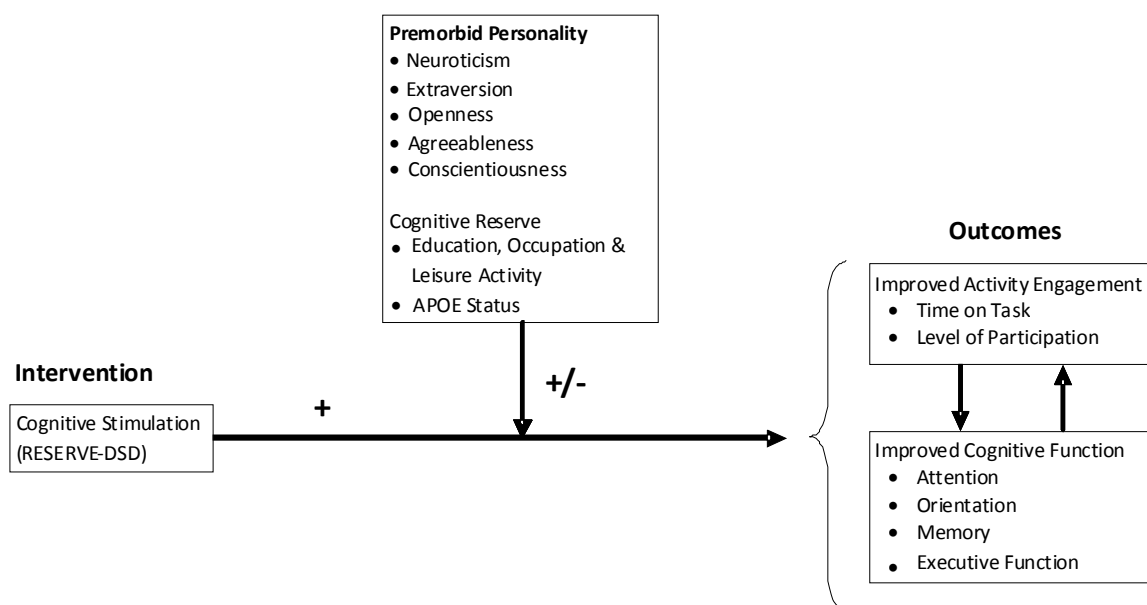 Premorbid Personality
• Neuroticism
• Extraversion
• Openness
• Agreeableness
• Conscientiousness
Cognitive Reserve
• Education, Occupation &
Leisure Activity
• APOE Status
Intervention
Cognitive Stimulation
(RESERVE-DSD)
+
+/-
Outcomes
Improved Activity Engagement
• Time on Task
• Level of Participation
Improved Cognitive Function
• Attention
• Orientation
• Memory
• Executive Function